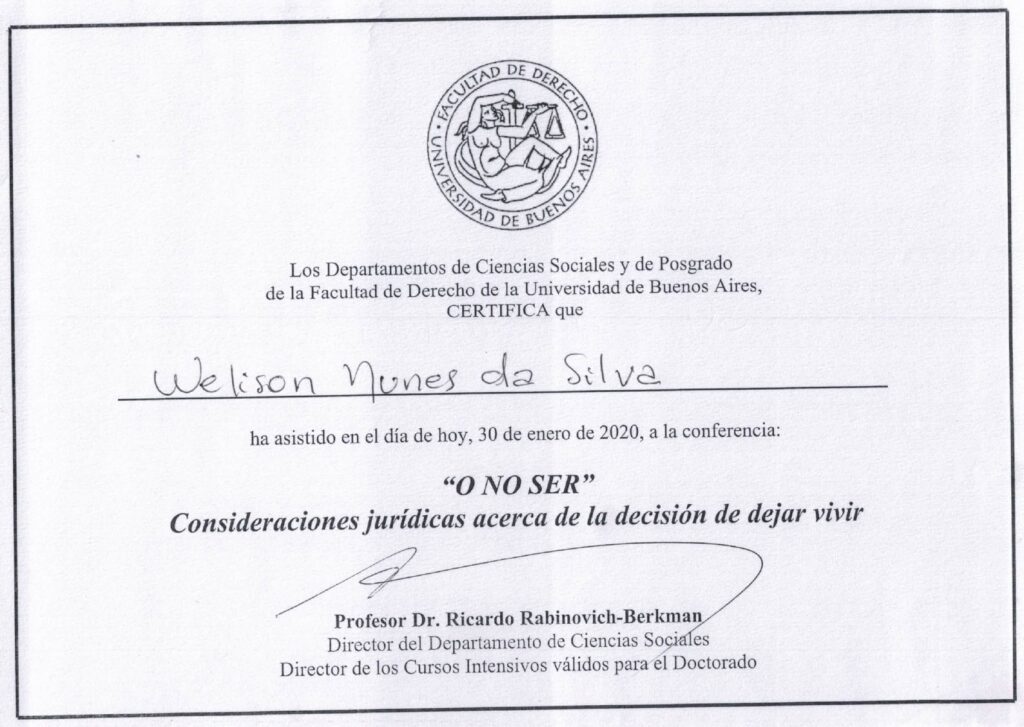 FACULTAD DE DERECHO
UNIVERSIDAD DE BUENOS AIRES
Los Departamentos de Ciencias Sociales y de Posgrado
de la Facultad de Derecho de la Universidad de Buenos Aires,
CERTIFICA que
Welison Nunes da Silva
ha asistido en el día de hoy, 30 de enero de 2020, a la conferencia:
“O NO SER”
Consideraciones jurídicas acerca de la decisión de dejar vivir
Profesor Dr. Ricardo Rabinovich-Berkman
Director del Departamento de Ciencias Sociales
Director de los Cursos Intensivos válidos para el Doctorado